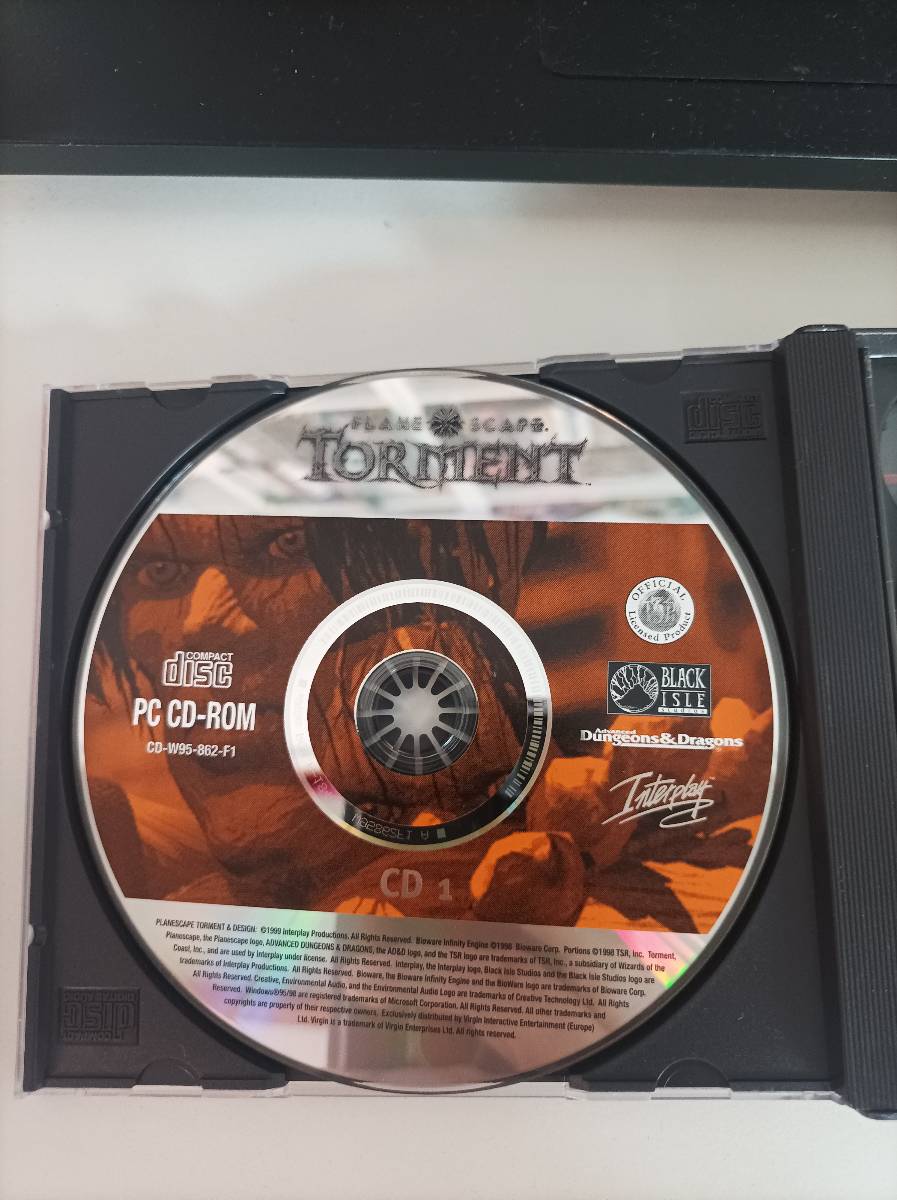 PLANESCAPE
TORMENT™
OFFICIAL
TSR
Licensed Product
COMPACT
disc
PC CD-ROM
CD-W95-862-F1
BLACK
ISLE
STUDIOS
Advanced
Dungeons&Dragons
Interplay™
CD 1
PLANESCAPE TORMENT & DESIGN: ©1999 Interplay Productions. All Rights Reserved. Bioware Infinity Engine ©1998 Bioware Corp. Portions ©1998 TSR, Inc. Torment,
Planescape, the Planescape logo, ADVANCED DUNGEONS & DRAGONS, the AD&D logo, and the TSR logo are trademarks of TSR, Inc., a subsidiary of Wizards of the
Coast, Inc., and are used by Interplay under license. All Rights Reserved. Interplay, the Interplay logo, Black Isle Studios and the Black Isle Studios logo are
trademarks of Interplay Productions. All Rights Reserved. Bioware, the Bioware Infinity Engine and the BioWare logo are trademarks of Bioware Corp.
All Rights Reserved. Creative, Environmental Audio, and the Environmental Audio Logo are trademarks of Creative Technology Ltd. All Rights
Reserved. Windows®95/98 are registered trademarks of Microsoft Corporation. All Rights Reserved. All other trademarks and
copyrights are property of their respective owners. Exclusively distributed by Virgin Interactive Entertainment (Europe)
Ltd. Virgin is a trademark of Virgin Enterprises Ltd. All rights reserved.
COMPACT
disc
DIGITAL AUDIO